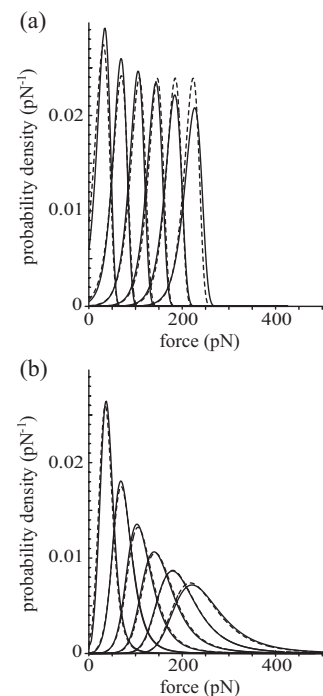 (a)
probability density (pN⁻¹)
0.02
0.01
0
0 200 400
force (pN)
(b)
probability density (pN⁻¹)
0.02
0.01
0
0 200 400
force (pN)